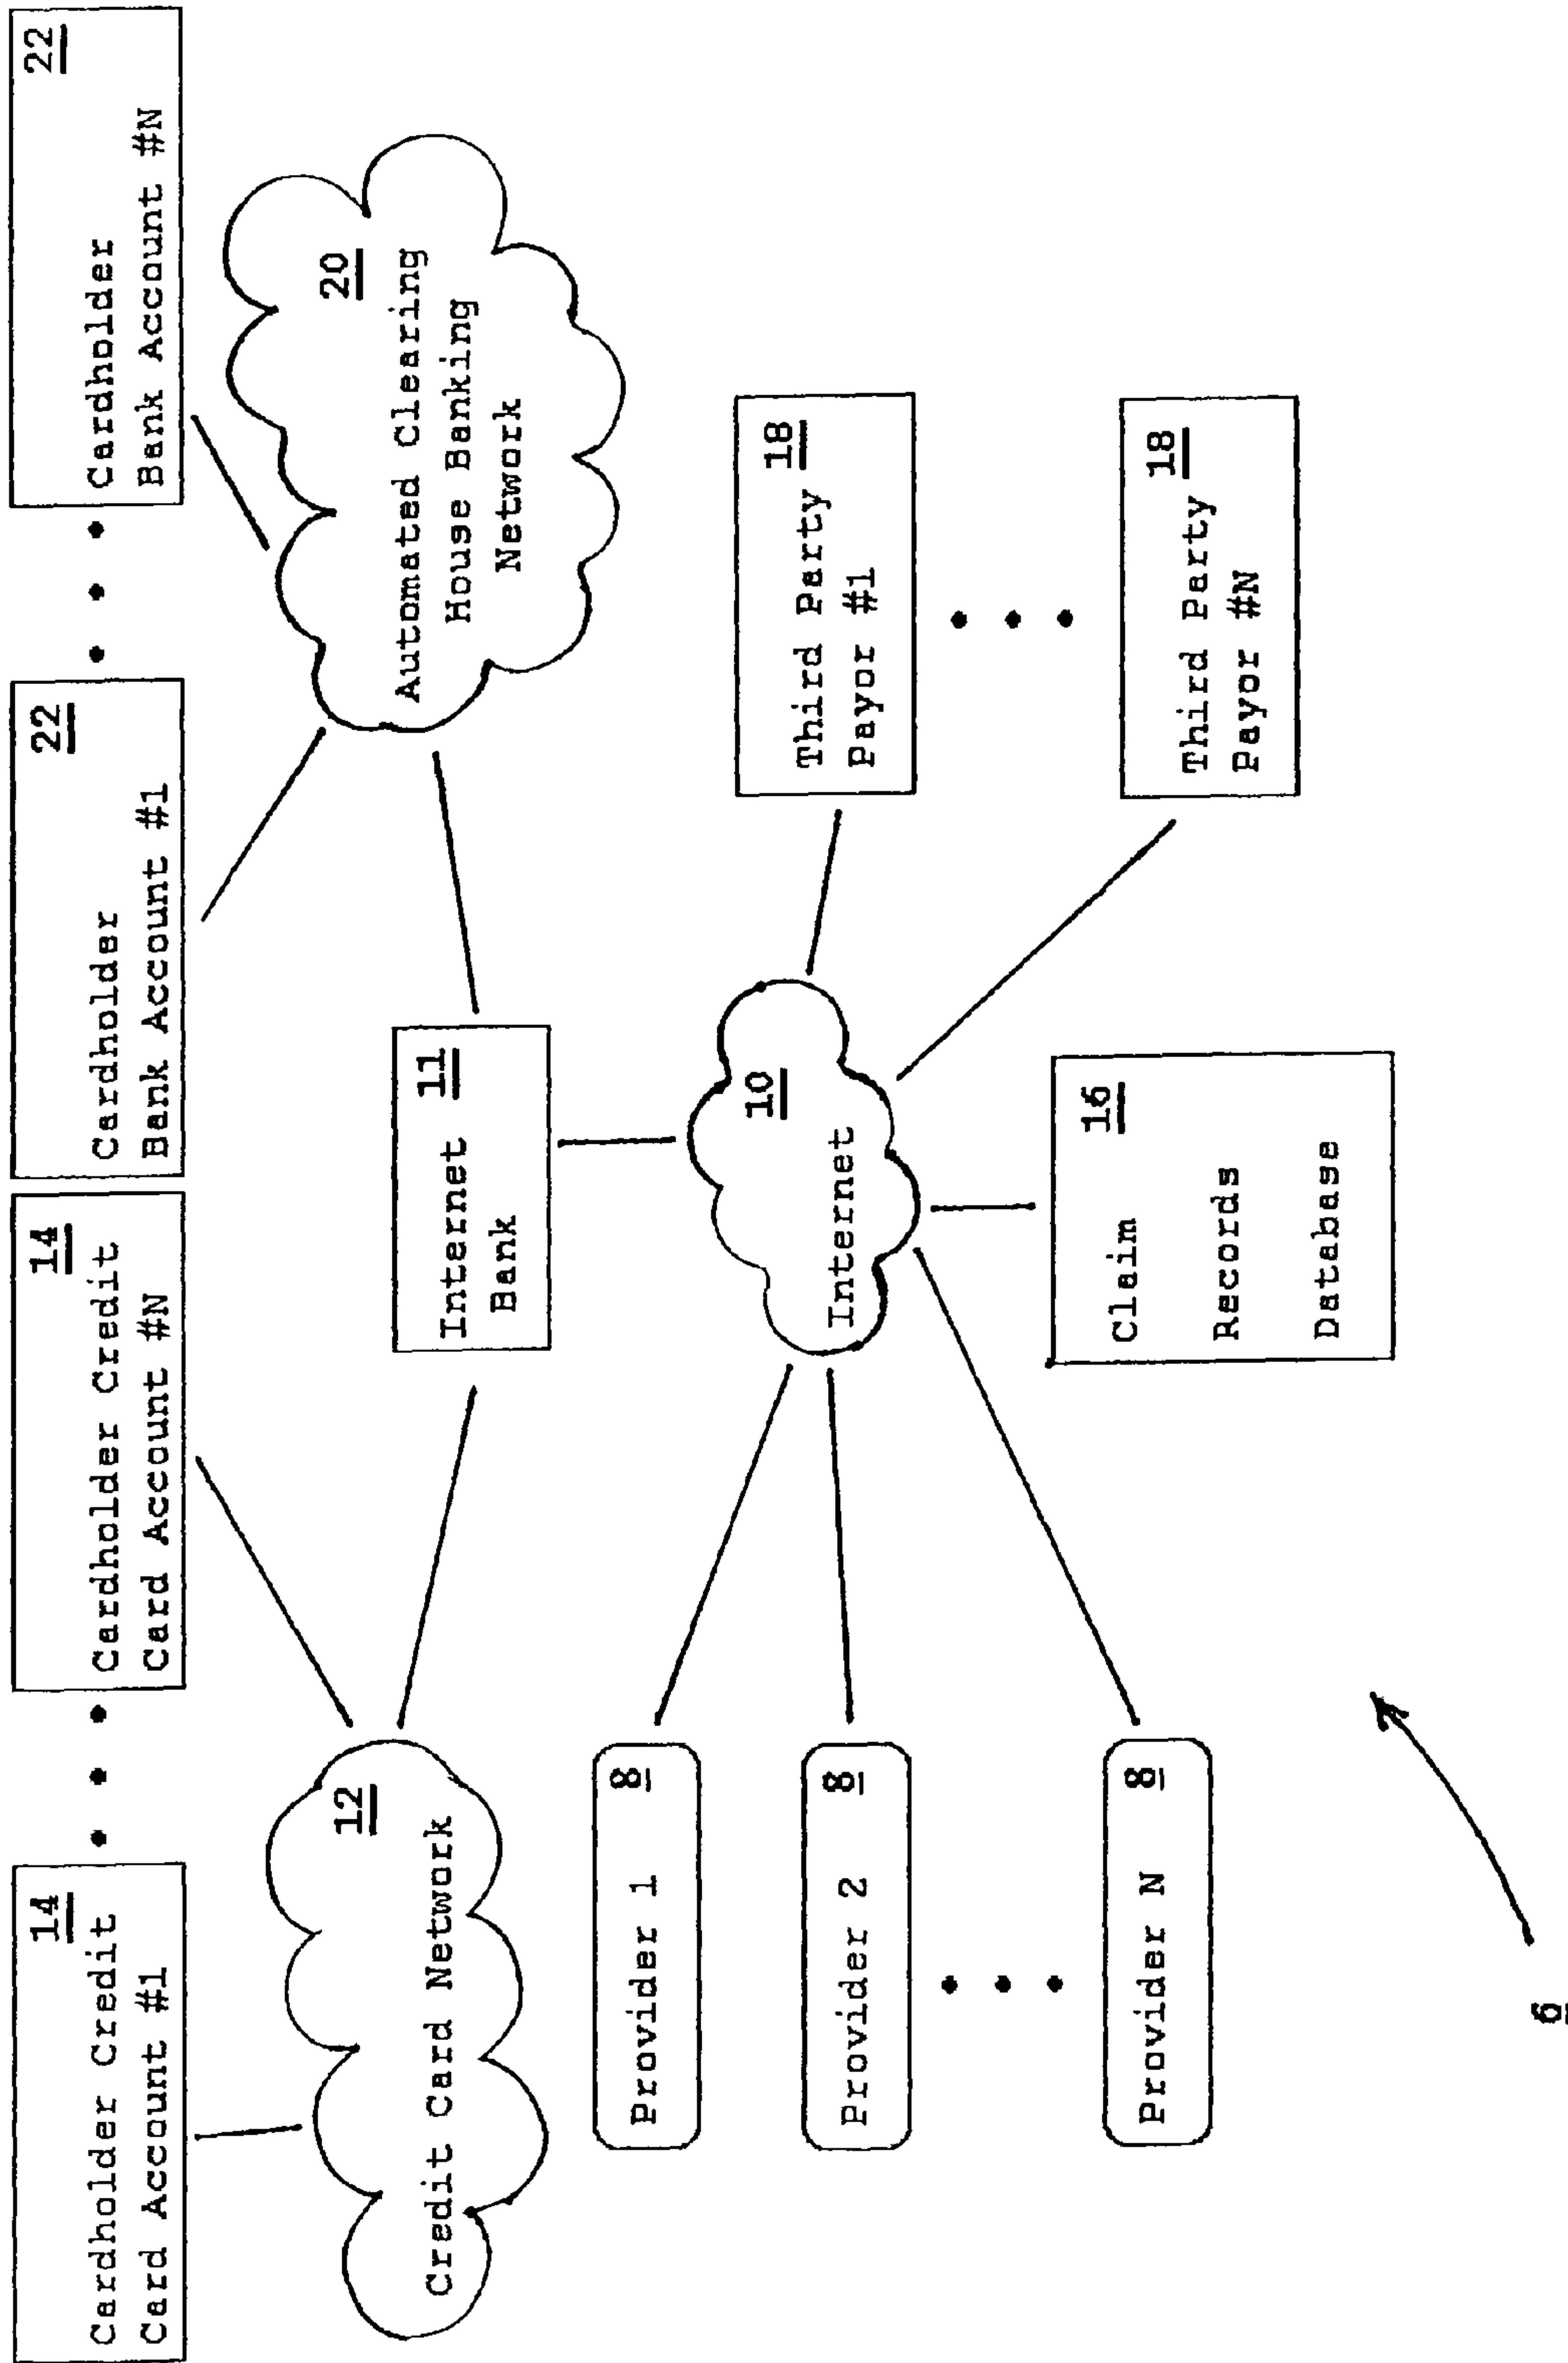 14
Cardholder Credit
Card Account #1
14
Cardholder Credit
Card Account #N
22
Cardholder
Bank Account #1
22
Cardholder
Bank Account #N
12
Credit Card Network
11
Internet
Bank
20
Automated Clearing
House Banking
Network
8
Provider 1
8
Provider 2
8
Provider N
10
Internet
16
Claim
Records
Database
18
Third Party
Payor #1
18
Third Party
Payor #N
6